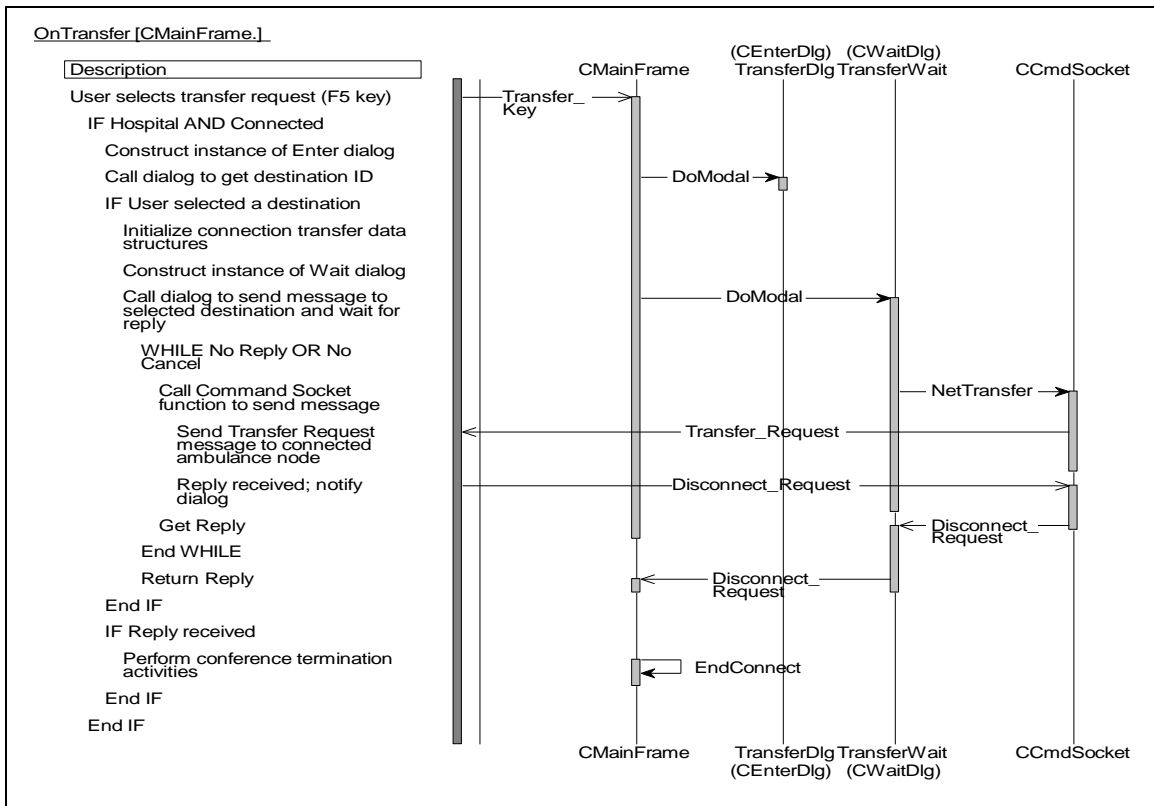 OnTransfer [CMainFrame.]
(CEnterDlg) (CWaitDlg)
Description
CMainFrame TransferDlg TransferWait CCmdSocket
User selects transfer request (F5 key)
Transfer_
Key
IF Hospital AND Connected
Construct instance of Enter dialog
Call dialog to get destination ID
DoModal
IF User selected a destination
Initialize connection transfer data
structures
Construct instance of Wait dialog
Call dialog to send message to
selected destination and wait for
reply
DoModal
WHILE No Reply OR No
Cancel
Call Command Socket
function to send message
NetTransfer
Send Transfer Request
message to connected
ambulance node
Transfer_Request
Reply received; notify
dialog
Disconnect_Request
Get Reply
Disconnect_
Request
End WHILE
Return Reply
Disconnect_
Request
End IF
IF Reply received
Perform conference termination
activities
EndConnect
End IF
End IF
CMainFrame TransferDlg TransferWait CCmdSocket
(CEnterDlg) (CWaitDlg)